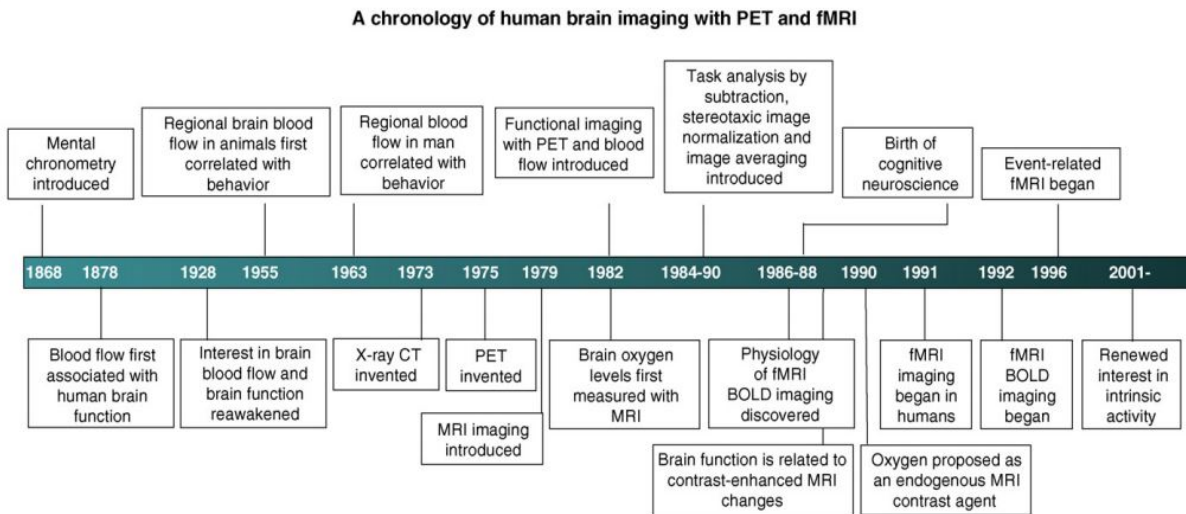 A chronology of human brain imaging with PET and fMRI
Mental
chronometry
introduced
Regional brain blood
flow in animals first
correlated with
behavior
Regional blood
flow in man
correlated with
behavior
Functional imaging
with PET and blood
flow introduced
Task analysis by
subtraction,
stereotaxic image
normalization and
image averaging
introduced
Birth of
cognitive
neuroscience
Event-related
fMRI began
1868 1878 1928 1955 1963 1973 1975 1979 1982 1984-90 1986-88 1990 1991 1992 1996 2001-
Blood flow first
associated with
human brain
function
Interest in brain
blood flow and
brain function
reawakened
X-ray CT
invented
PET
invented
MRI imaging
introduced
Brain oxygen
levels first
measured with
MRI
Physiology
of fMRI
BOLD imaging
discovered
Brain function is related to
contrast-enhanced MRI
changes
Oxygen proposed as
an endogenous MRI
contrast agent
fMRI
imaging
began in
humans
fMRI
BOLD
imaging
began
Renewed
interest in
intrinsic
activity